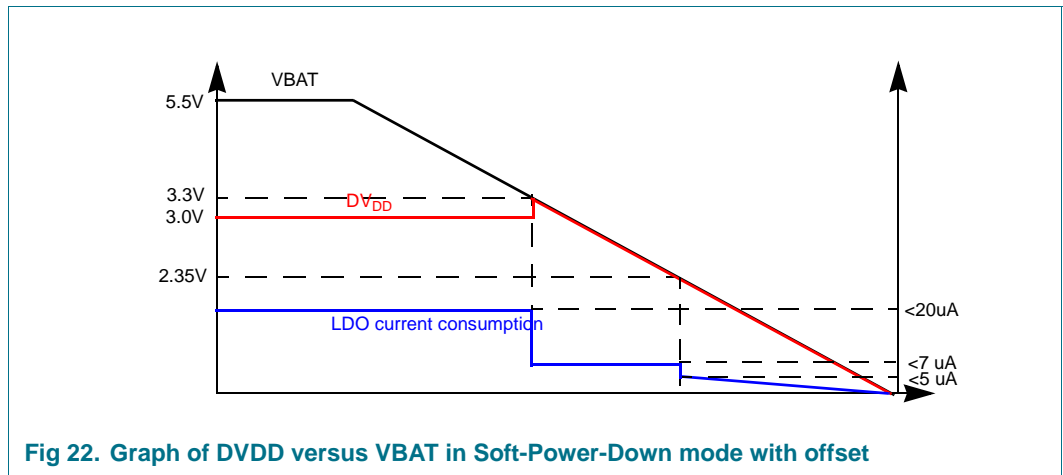 VBAT
5.5V
3.3V
DVDD
3.0V
2.35V
LDO current consumption
<20uA
<7 uA
<5 uA
Fig 22. Graph of DVDD versus VBAT in Soft-Power-Down mode with offset